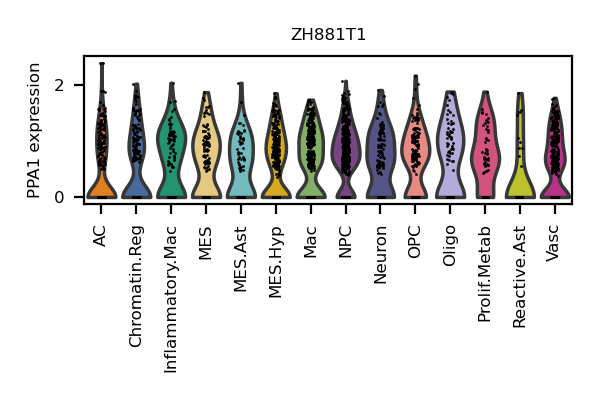 ZH881T1
PPA1 expression
2
0
AC
Chromatin.Reg
Inflammatory.Mac
MES
MES.Ast
MES.Hyp
Mac
NPC
Neuron
OPC
Oligo
Prolif.Metab
Reactive.Ast
Vasc